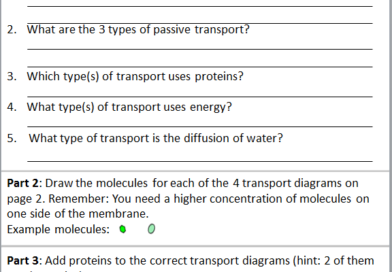 2. What are the 3 types of passive transport?
3. Which type(s) of transport uses proteins?
4. What type(s) of transport uses energy?
5. What type of transport is the diffusion of water?
Part 2: Draw the molecules for each of the 4 transport diagrams on
page 2. Remember: You need a higher concentration of molecules on
one side of the membrane.
Example molecules:
Part 3: Add proteins to the correct transport diagrams (hint: 2 of them